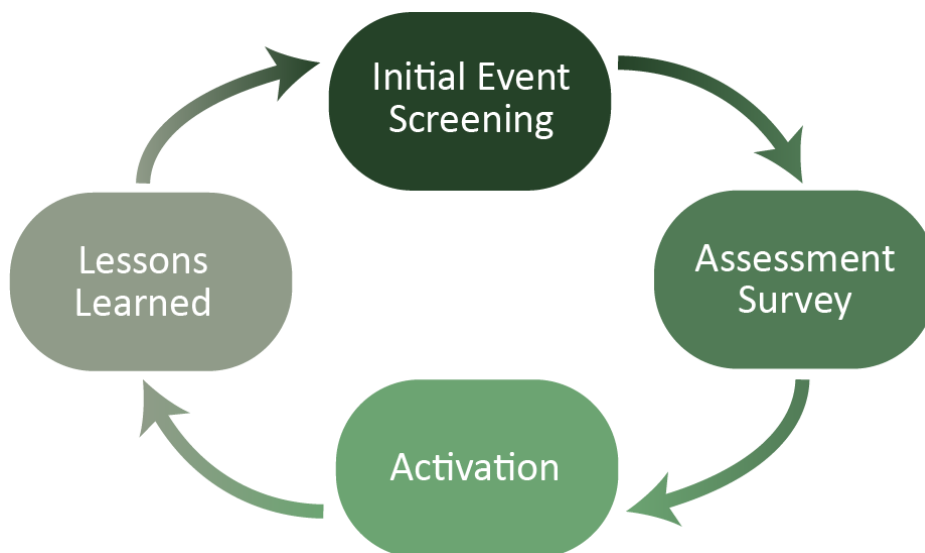 Initial Event
Screening
Assessment
Survey
Activation
Lessons
Learned